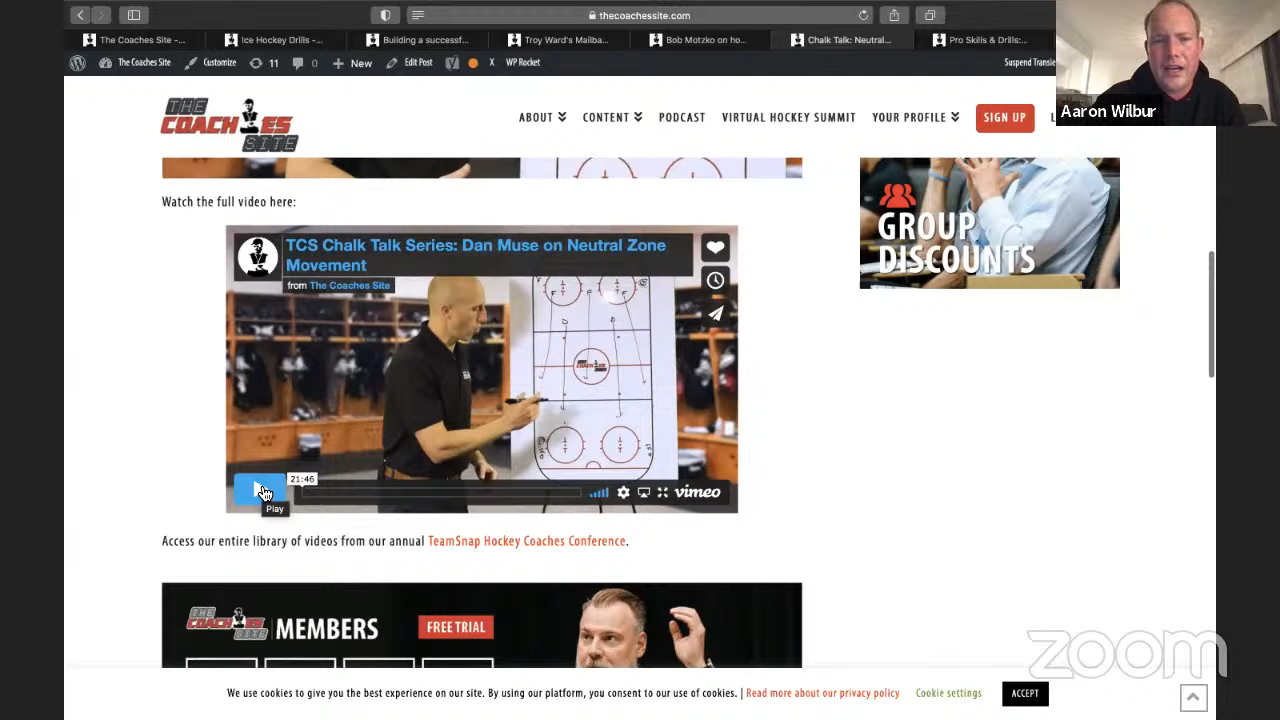 thecoachessite.com
The Coaches Site -...
Ice Hockey Drills -...
Building a successf...
Troy Ward's Mailba...
Bob Motzko on ho...
Chalk Talk: Neutral...
Pro Skills & Drills:...
The Coaches Site
Customize
11
0
+ New
Edit Post
X
WP Rocket
Suspend Transie
Aaron Wilbur
THE COACHES SITE
ABOUT
CONTENT
PODCAST
VIRTUAL HOCKEY SUMMIT
YOUR PROFILE
SIGN UP
L
Watch the full video here:
GROUP
DISCOUNTS
TCS Chalk Talk Series: Dan Muse on Neutral Zone
Movement
from The Coaches Site
21:46
vimeo
Play
Access our entire library of videos from our annual TeamSnap Hockey Coaches Conference.
THE COACHES SITE
MEMBERS
FREE TRIAL
zoom
We use cookies to give you the best experience on our site. By using our platform, you consent to our use of cookies. | Read more about our privacy policy
Cookie settings
ACCEPT